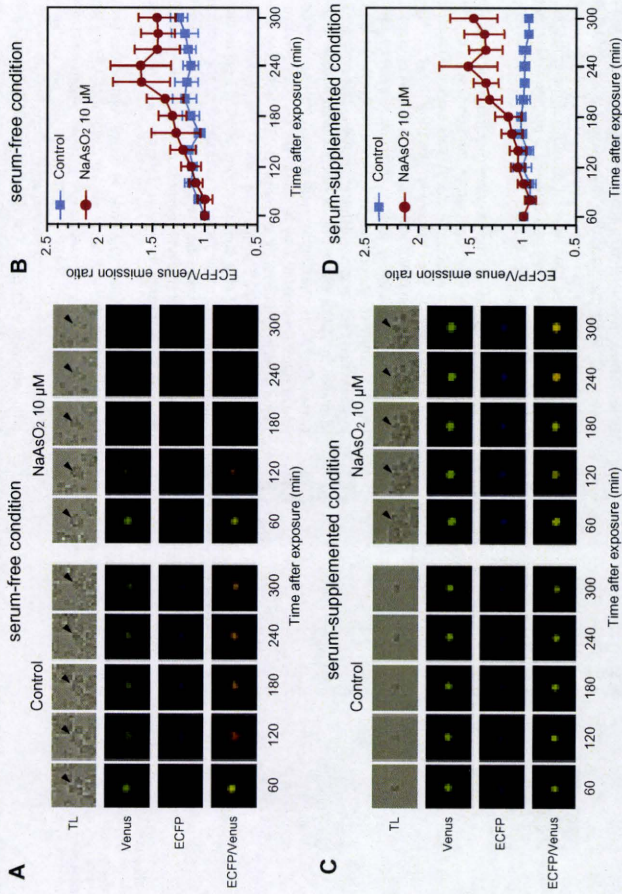 A
serum-free condition
Control
NaAsO2 10 μM
TL
Venus
ECFP
ECFP/Venus
60 120 180 240 300 60 120 180 240 300
Time after exposure (min)
B
serum-free condition
2.5
2
1.5
1
0.5
ECFP/Venus emission ratio
Control
NaAsO2 10 μM
60 120 180 240 300
Time after exposure (min)
C
serum-supplemented condition
Control
NaAsO2 10 μM
TL
Venus
ECFP
ECFP/Venus
60 120 180 240 300 60 120 180 240 300
Time after exposure (min)
D
serum-supplemented condition
2.5
2
1.5
1
0.5
ECFP/Venus emission ratio
Control
NaAsO2 10 μM
60 120 180 240 300
Time after exposure (min)